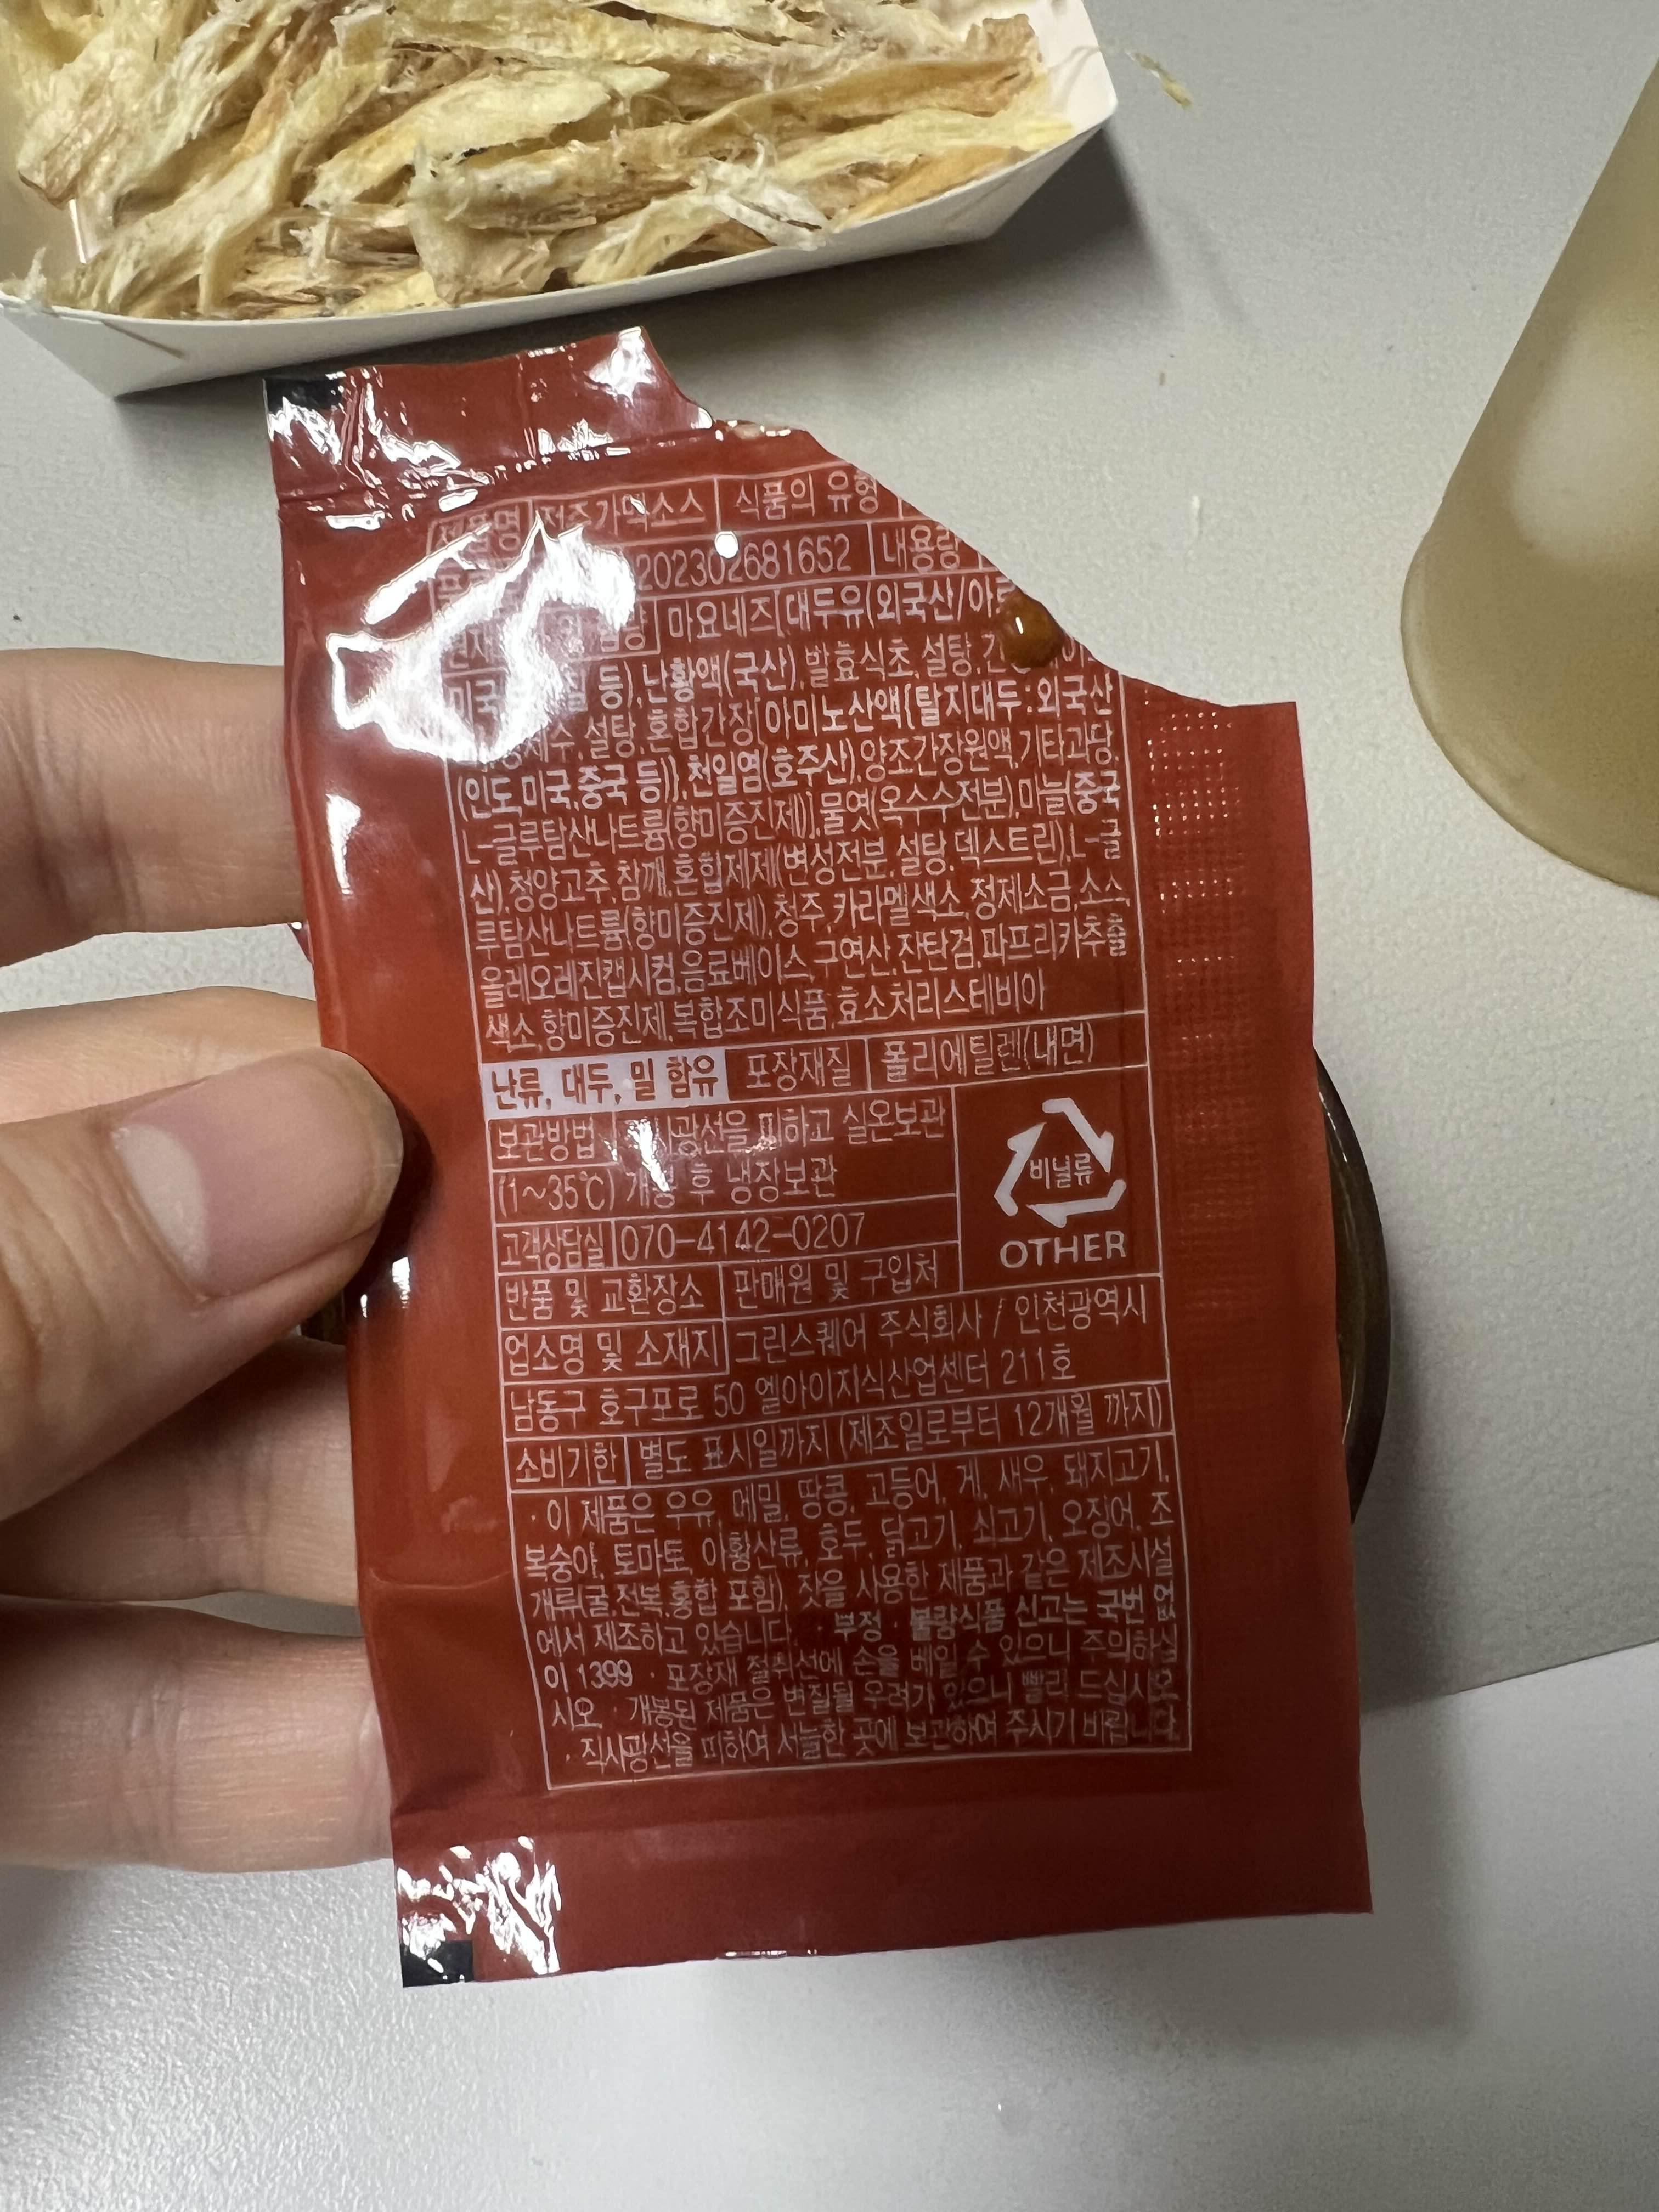 제품명 전주가맥소스 식품의 유형
202302681652 내용량
마요네즈[대두유(외국산/
미국 등), 난황액(국산), 발효식초, 설탕,
설탕, 혼합간장[아미노산액{탈지대두:외국산
(인도,미국,중국 등)},천일염(호주산),양조간장원액,기타과당,
L-글루탐산나트륨(향미증진제)],물엿(옥수수전분),마늘(중국
산),청양고추,참깨,혼합제제(변성전분,설탕,덱스트린),L-글
루탐산나트륨(향미증진제),청주,카라멜색소,정제소금,소스,
올레오레진캡시컴,음료베이스,구연산,잔탄검,파프리카추출
색소,향미증진제,복합조미식품,효소처리스테비아
난류, 대두, 밀 함유 포장재질 폴리에틸렌(내면)
보관방법 광선을 피하고 실온보관
(1~35℃) 개봉 후 냉장보관
비닐류
OTHER
고객상담실 070-4142-0207
반품 및 교환장소 판매원 및 구입처
업소명 및 소재지 그린스퀘어 주식회사 / 인천광역시
남동구 호구포로 50 엘아이지식산업센터 211호
소비기한 별도 표시일까지 (제조일로부터 12개월 까지)
· 이 제품은 우유, 메밀, 땅콩, 고등어, 게, 새우, 돼지고기,
복숭아, 토마토, 아황산류, 호두, 닭고기, 쇠고기, 오징어, 조
개류(굴,전복,홍합 포함), 잣을 사용한 제품과 같은 제조시설
에서 제조하고 있습니다. · 부정 · 불량식품 신고는 국번 없
이 1399 · 포장재 절취선에 손을 베일 수 있으니 주의하십
시오. · 개봉된 제품은 변질될 우려가 있으니 빨리 드십시오.
· 직사광선을 피하여 서늘한 곳에 보관하여 주시기 바랍니다.